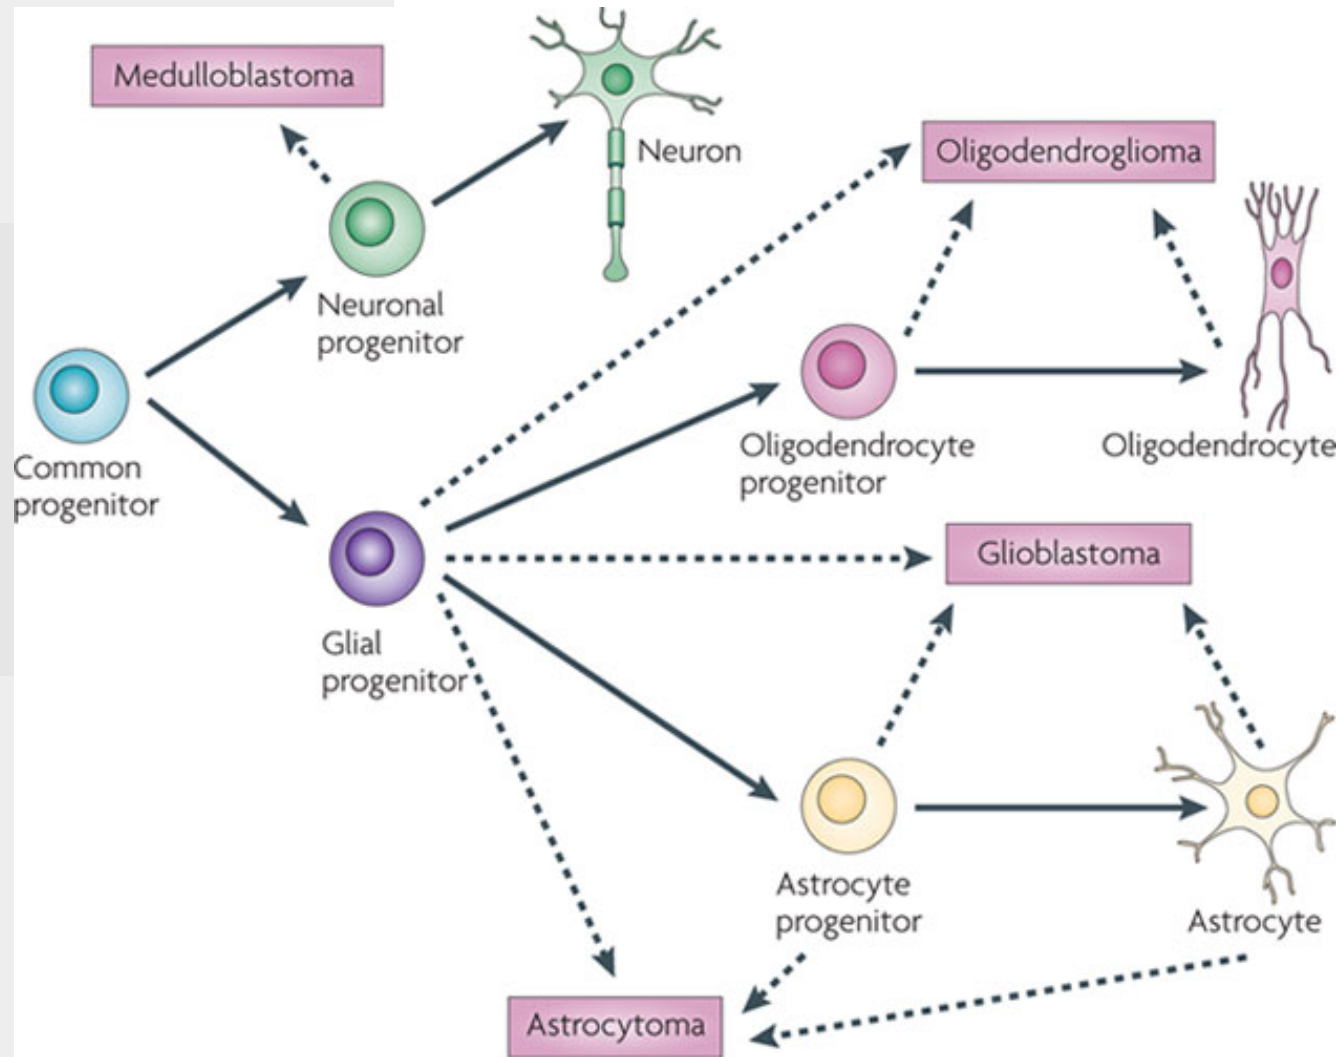 Medulloblastoma
Neuron
Oligodendroglioma
Neuronal
progenitor
Common
progenitor
Oligodendrocyte
progenitor
Oligodendrocyte
Glioblastoma
Glial
progenitor
Astrocyte
progenitor
Astrocyte
Astrocytoma